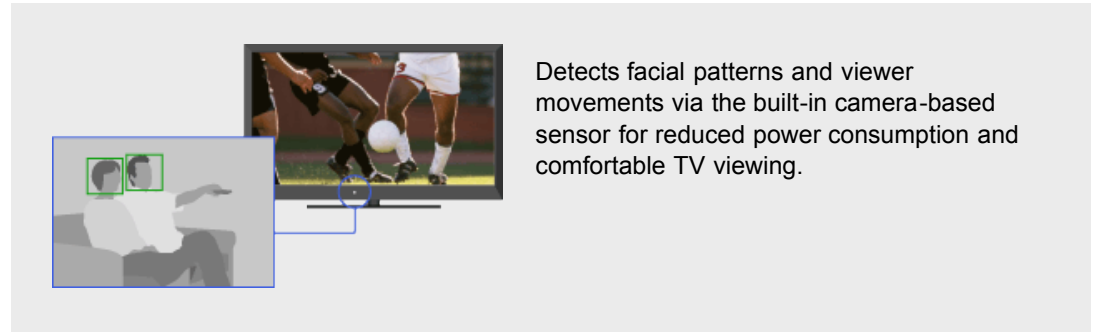 Detects facial patterns and viewer
movements via the built-in camera-based
sensor for reduced power consumption and
comfortable TV viewing.